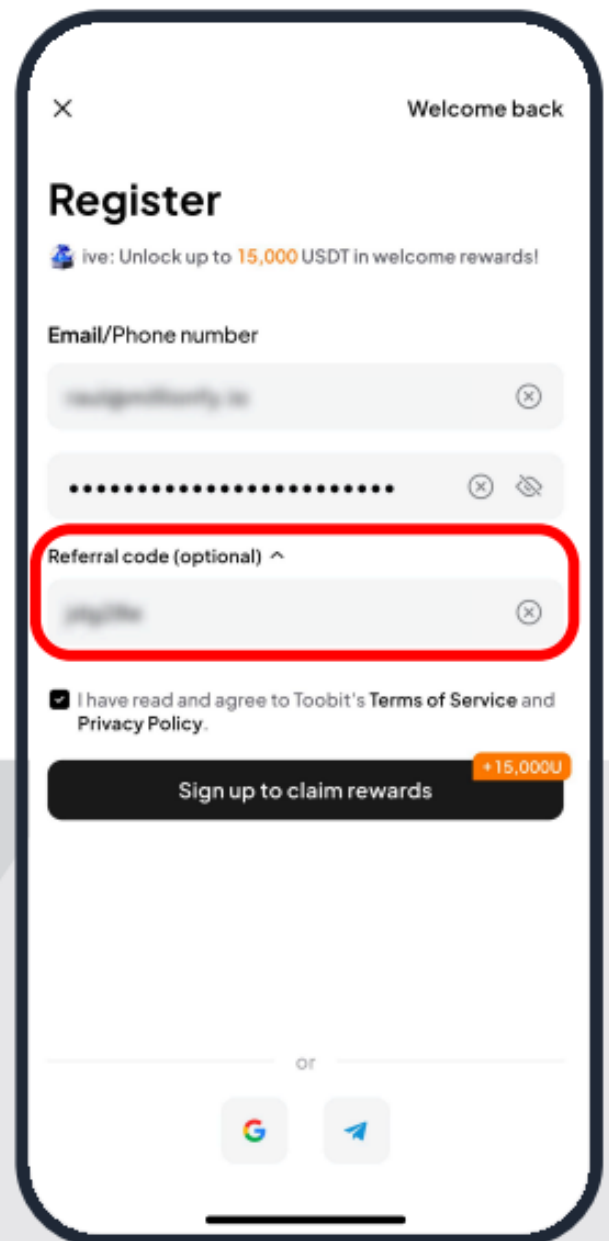 Welcome back
Register
ive: Unlock up to 15,000 USDT in welcome rewards!
Email/Phone number
Referral code (optional)
I have read and agree to Toobit's Terms of Service and
Privacy Policy.
+15,000U
Sign up to claim rewards
or